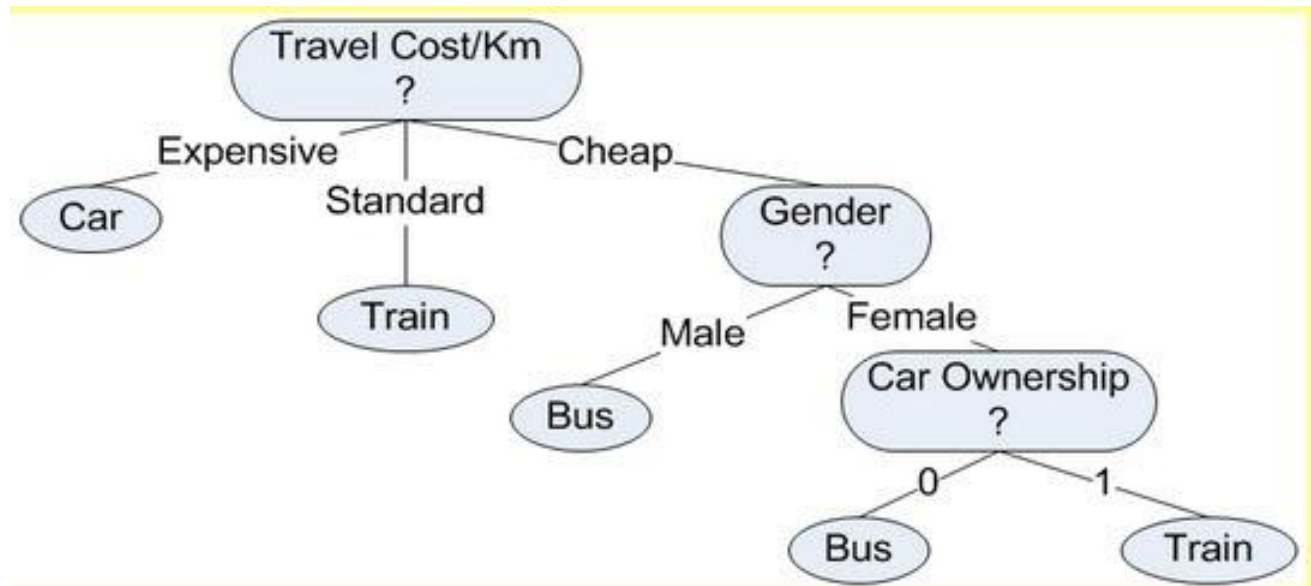 Travel Cost/Km
?
Expensive
Standard
Cheap
Car
Train
Gender
?
Male
Female
Bus
Car Ownership
?
0
1
Bus
Train